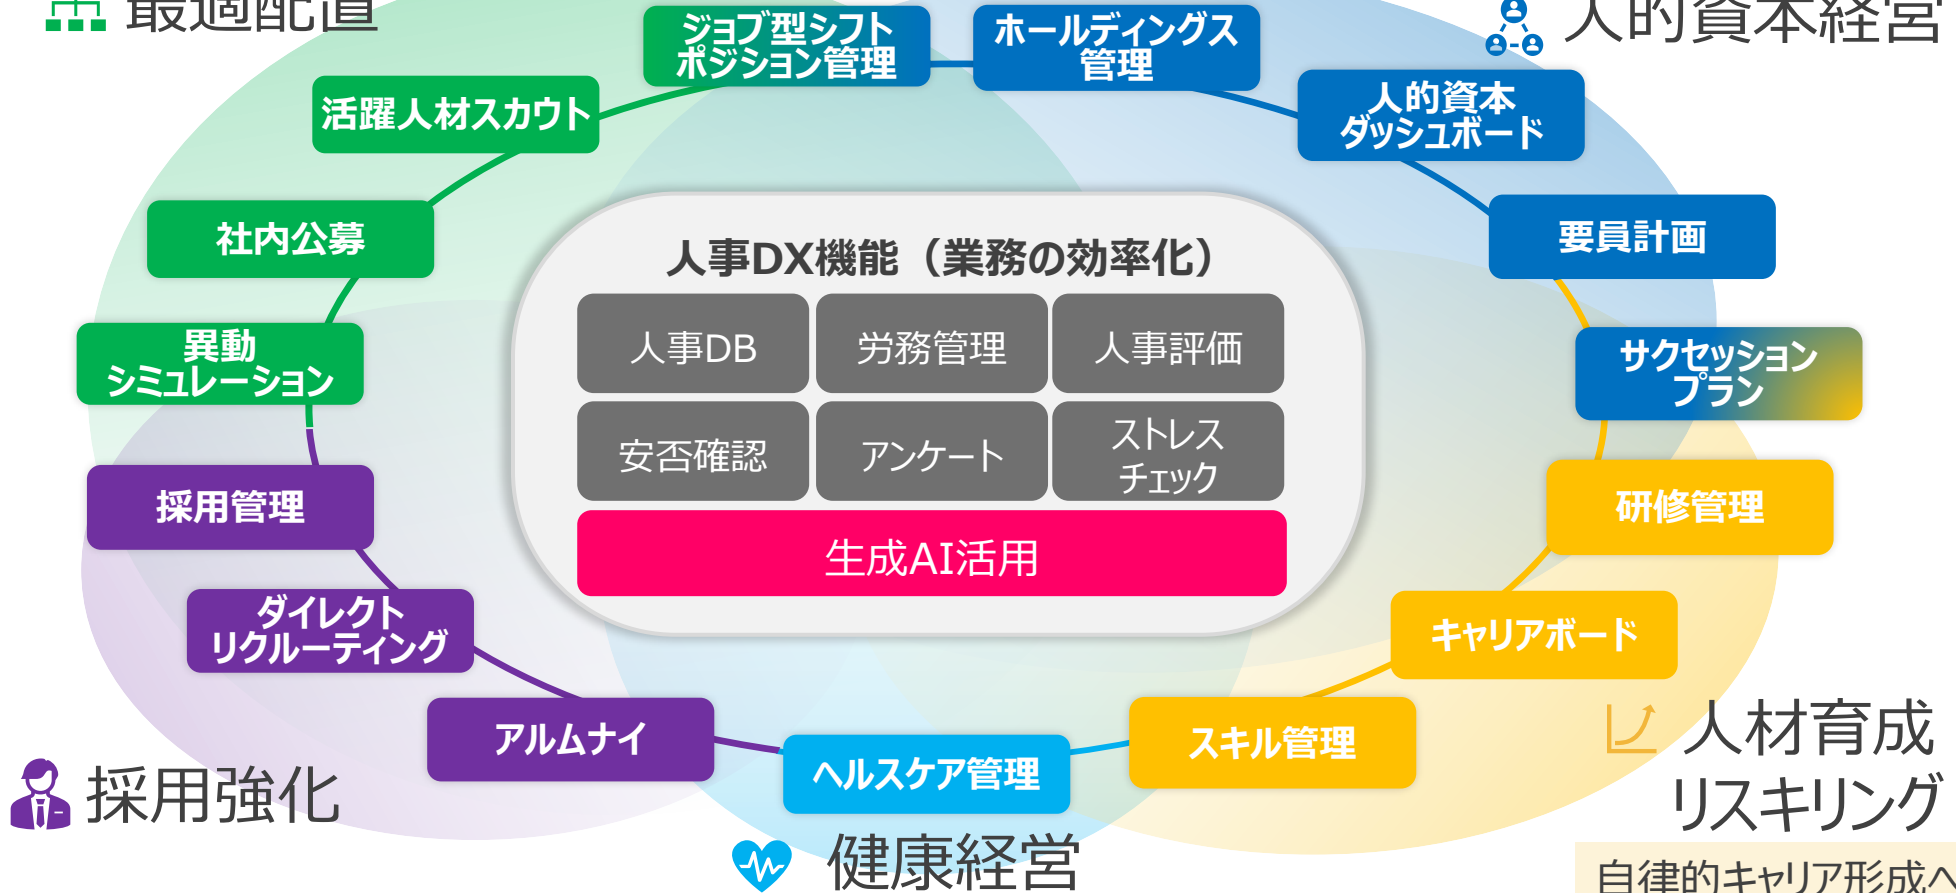 最適配置
人的資本経営
ジョブ型シフト
ポジション管理
ホールディングス
管理
活躍人材スカウト
人的資本
ダッシュボード
社内公募
要員計画
人事DX機能（業務の効率化）
異動
シミュレーション
人事DB
労務管理
人事評価
サクセッション
プラン
安否確認
アンケート
ストレス
チェック
採用管理
研修管理
生成AI活用
ダイレクト
リクルーティング
キャリアボード
アルムナイ
スキル管理
ヘルスケア管理
人材育成
リスキリング
採用強化
健康経営
自律的キャリア形成へ